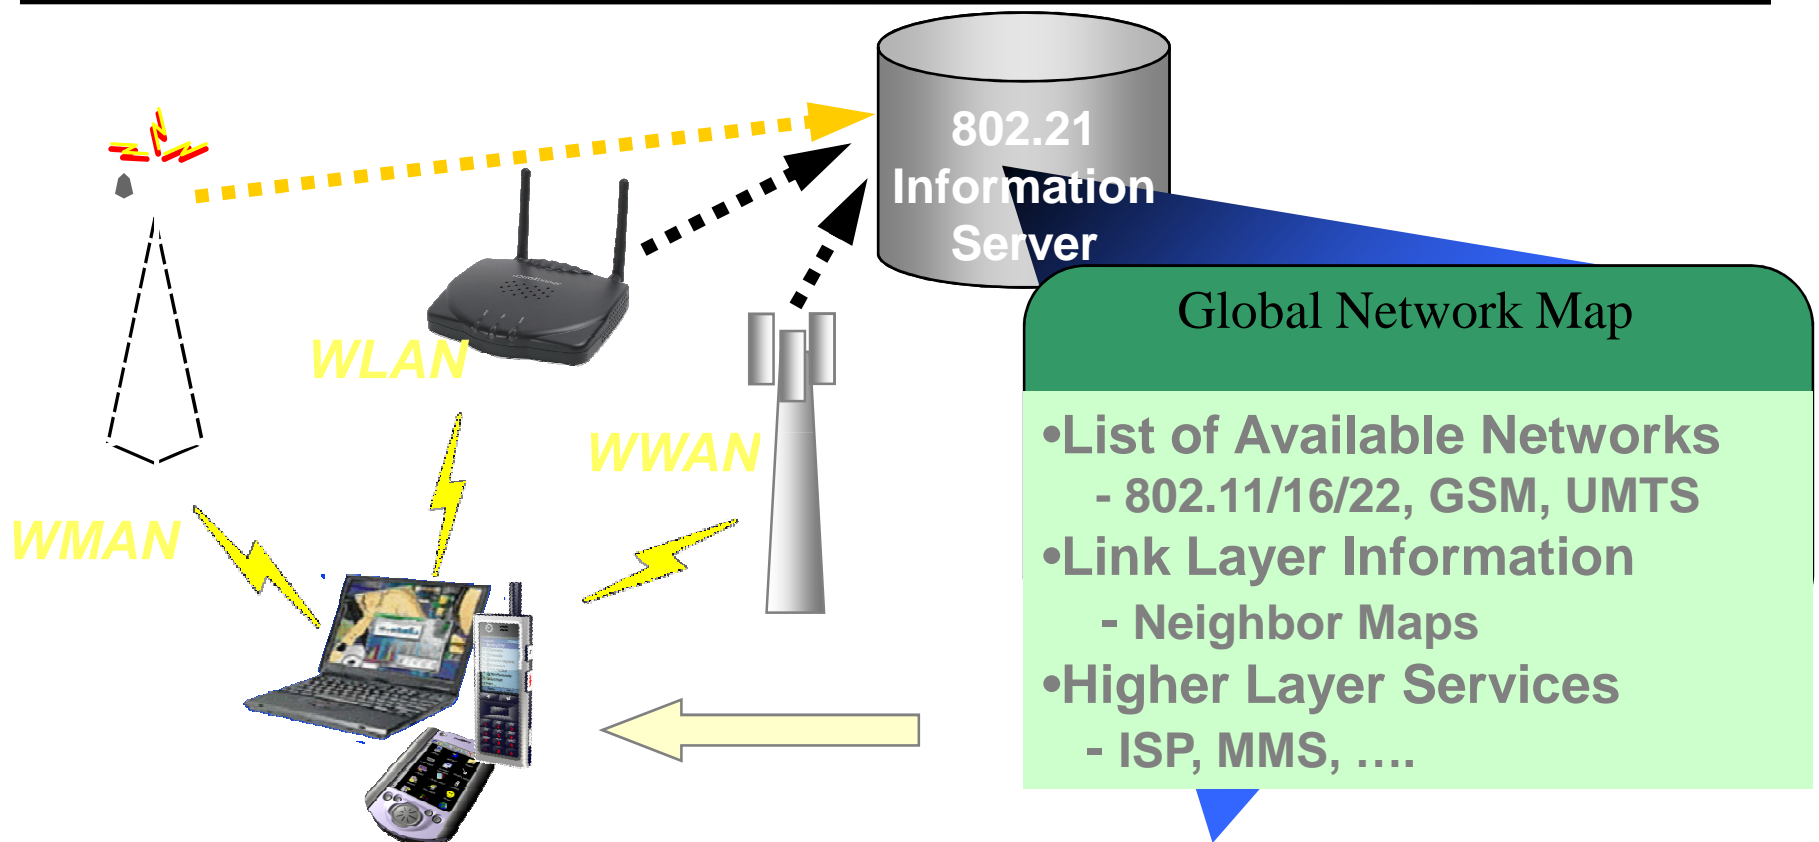 802.21
Information
Server
Global Network Map
WLAN
•List of Available Networks
WWAN
- 802.11/16/22, GSM, UMTS
WMAN
•Link Layer Information
- Neighbor Maps
•Higher Layer Services
- ISP, MMS, ….